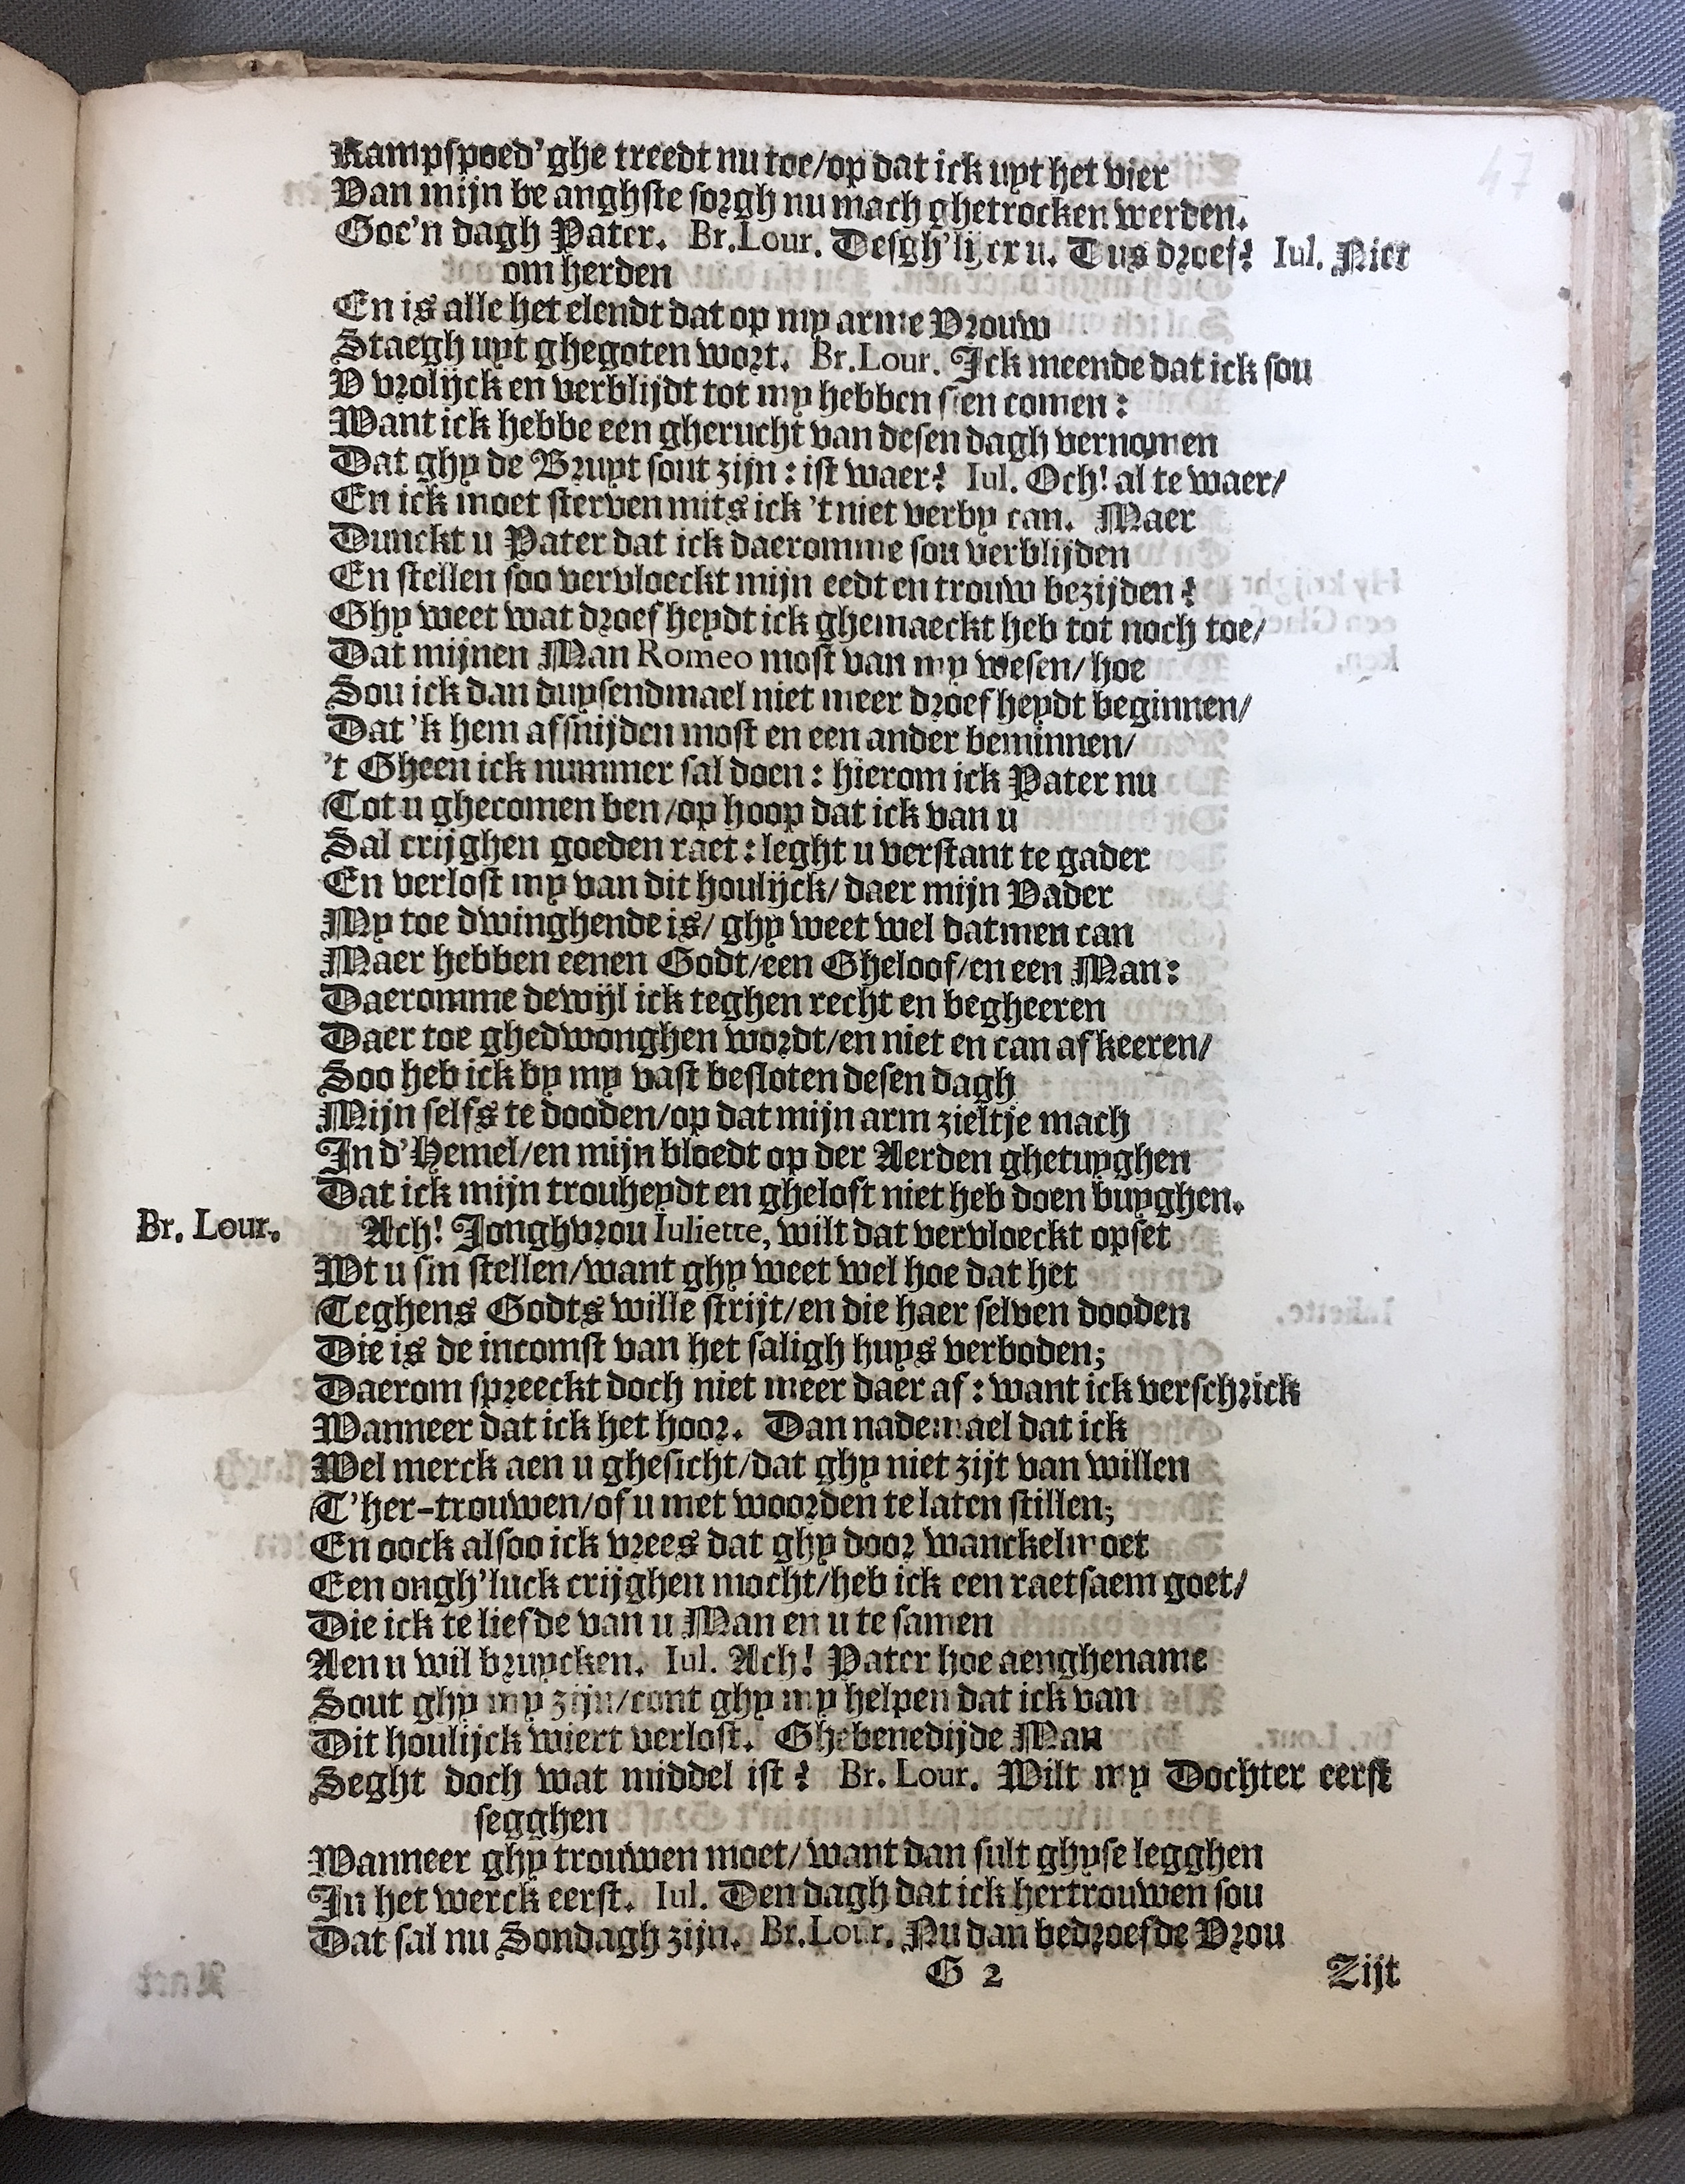 47
Rampspoed' ghe treedt nu toe/op dat ick uyt het vier
Van mijn be anghste sorgh nu mach ghetrocken werden.
Goe'n dagh Pater. Br. Lour. Desgh'lijcx u. Dus droef? Iul. Niet
om herden
En is alle het elendt dat op my arme Vrouw
Staegh uyt ghegoten wort. Br. Lour. Ick meende dat ick sou
V vrolijck en verblijdt tot my hebben sien comen:
Want ick hebbe een gherucht van desen dagh vernomen
Dat ghy de Bruyt sout zijn: ist waer? Iul. Och! al te waer/
En ick moet sterven mits ick 't niet verby can. Maer
Dunckt u Pater dat ick daeromme sou verblijden
En stellen soo vervloeckt mijn eedt en trouw bezijden?
Ghy weet wat droefheydt ick ghemaeckt heb tot noch toe/
Dat mijnen Man Romeo most van my wesen/ hoe
Sou ick dan duysendmael niet meer droefheydt beginnen/
Dat 'k hem afsnijden most en een ander beminnen/
't Gheen ick nummer sal doen: hierom ick Pater nu
Tot u ghecomen ben/op hoop dat ick van u
Sal crijghen goeden raet: leght u verstant te gader
En verlost my van dit houlijck/ daer mijn Vader
My toe dwinghende is/ ghy weet wel datmen can
Maer hebben eenen Godt/een Gheloof/en een Man:
Daeromme dewijl ick teghen recht en begheeren
Daer toe ghedwonghen wordt/en niet en can afkeeren/
Soo heb ick by my vast besloten desen dagh
Mijn selfs te dooden/op dat mijn arm zieltje mach
In d'Hemel/en mijn bloedt op der Aerden ghetuyghen
Dat ick mijn trouheydt en gheloft niet heb doen buyghen.
Br. Lour. Ach! Jonghvrou Iuliette, wilt dat vervloeckt opset
Wt u sin stellen/want ghy weet wel hoe dat het
Teghens Godts wille strijt/en die haer selven dooden
Die is de incomst van het saligh huys verboden;
Daerom spreeckt doch niet meer daer af: want ick verschrick
Wanneer dat ick het hoor. Dan nademael dat ick
Wel merck aen u ghesicht/dat ghy niet zijt van willen
T'her-trouwen/of u met woorden te laten stillen;
En oock alsoo ick vrees dat ghy door wanckelmoet
Een ongh'luck crijghen mocht/heb ick een raetsaem goet/
Die ick te liefde van u Man en u te samen
Aen u wil bruycken. Iul. Ach! Pater hoe aenghename
Sout ghy my zijn/cont ghy my helpen dat ick van
Dit houlijck wiert verlost. Ghebenedijde Man
Seght doch wat middel ist? Br. Lour. Wilt my Dochter eerst
segghen
Wanneer ghy trouwen moet/ want dan sult ghyse legghen
In het werck eerst. Iul. Den dagh dat ick hertrouwen sou
Dat sal nu Sondagh zijn. Br. Lour. Nu dan bedroefde Vrou
G 2 Zijt